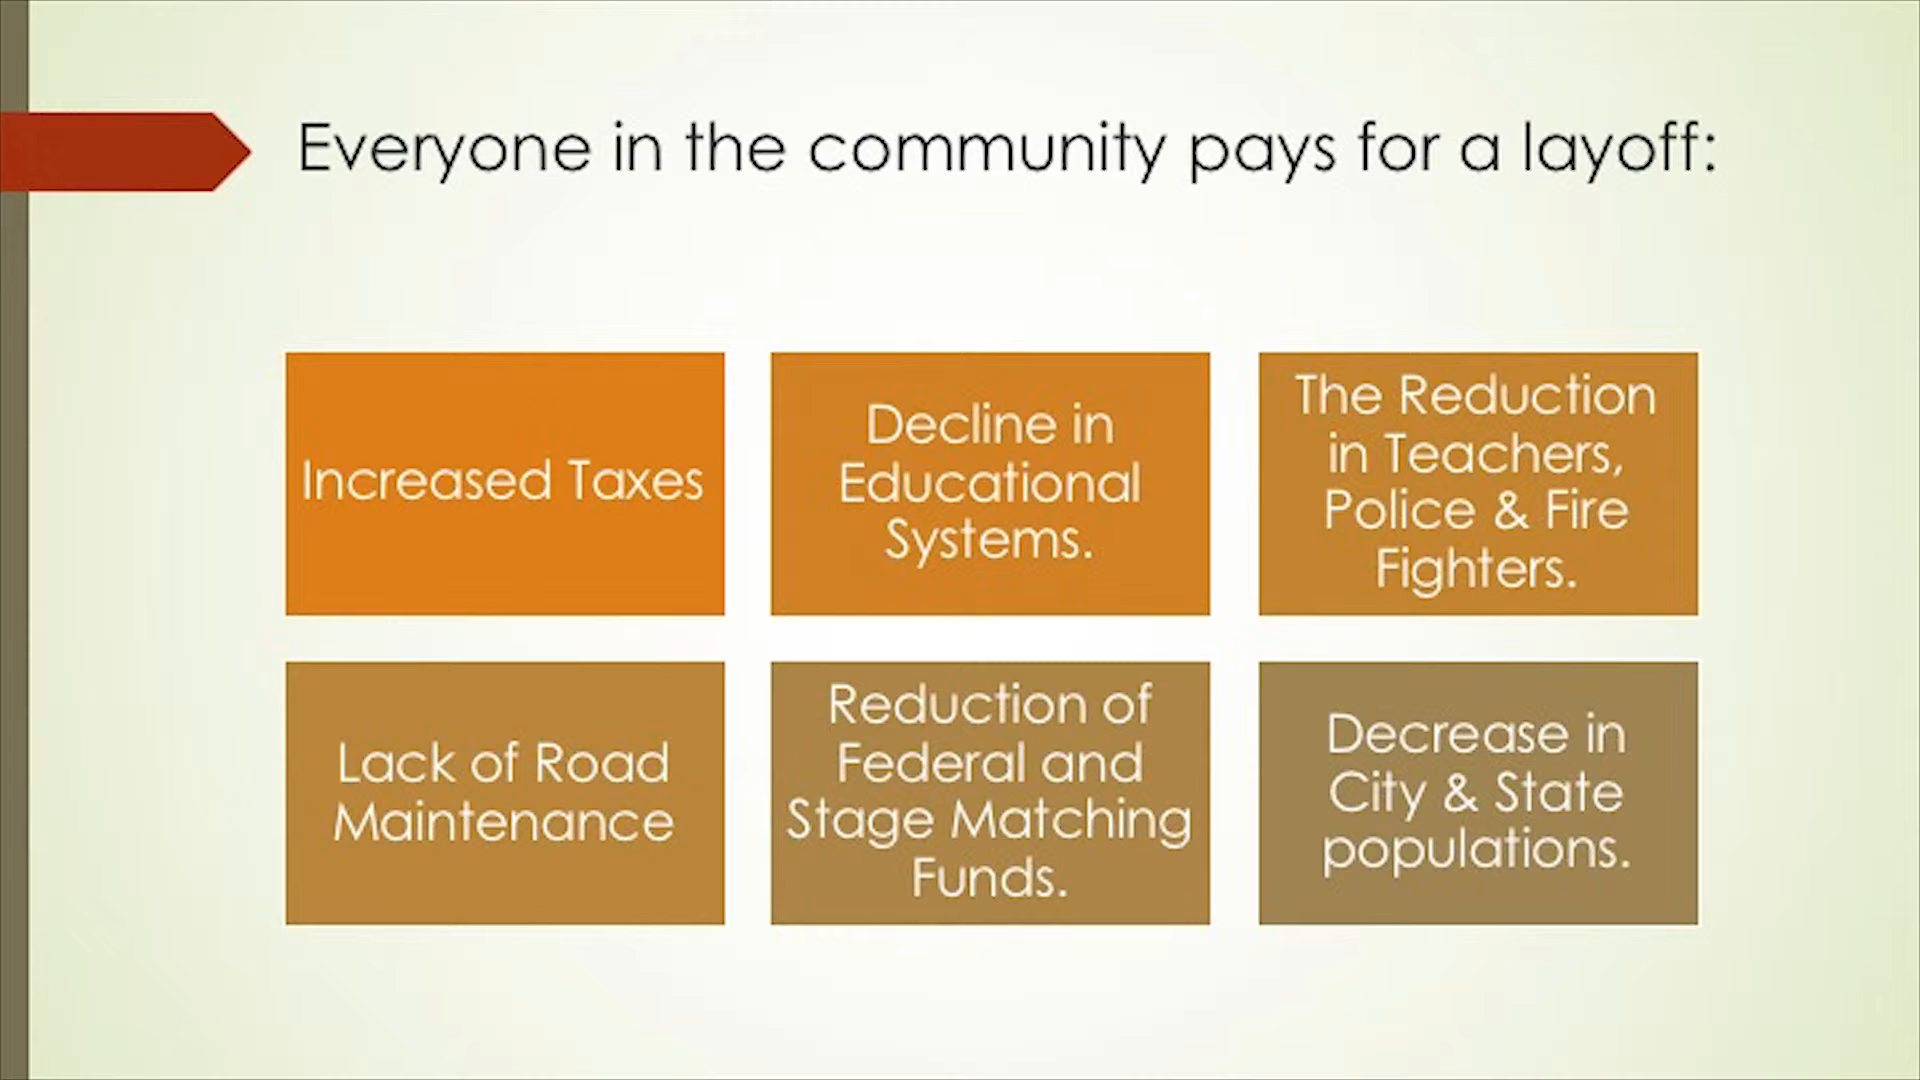 Everyone in the community pays for a layoff:
Increased Taxes
Decline in
Educational
Systems.
The Reduction
in Teachers,
Police & Fire
Fighters.
Lack of Road
Maintenance
Reduction of
Federal and
Stage Matching
Funds.
Decrease in
City & State
populations.